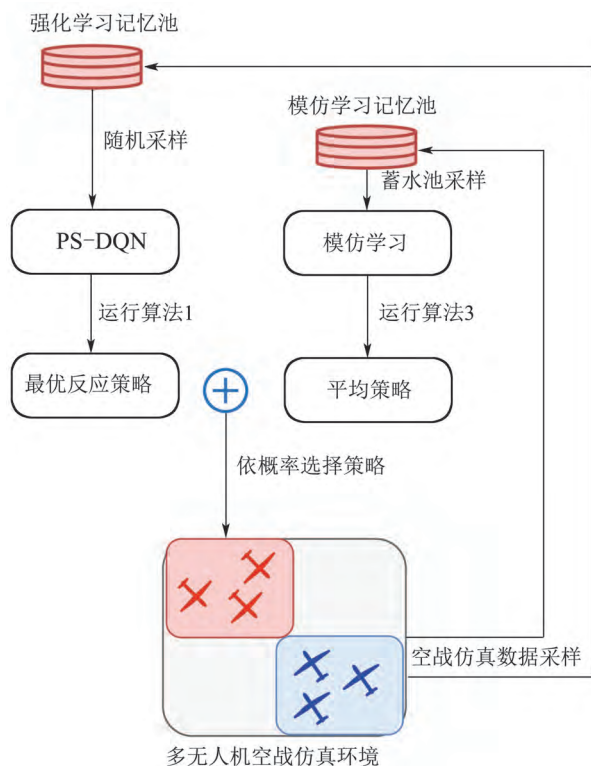 强化学习记忆池
模仿学习记忆池
随机采样
蓄水池采样
PS-DQN
模仿学习
运行算法1
运行算法3
最优反应策略
平均策略
依概率选择策略
空战仿真数据采样
多无人机空战仿真环境